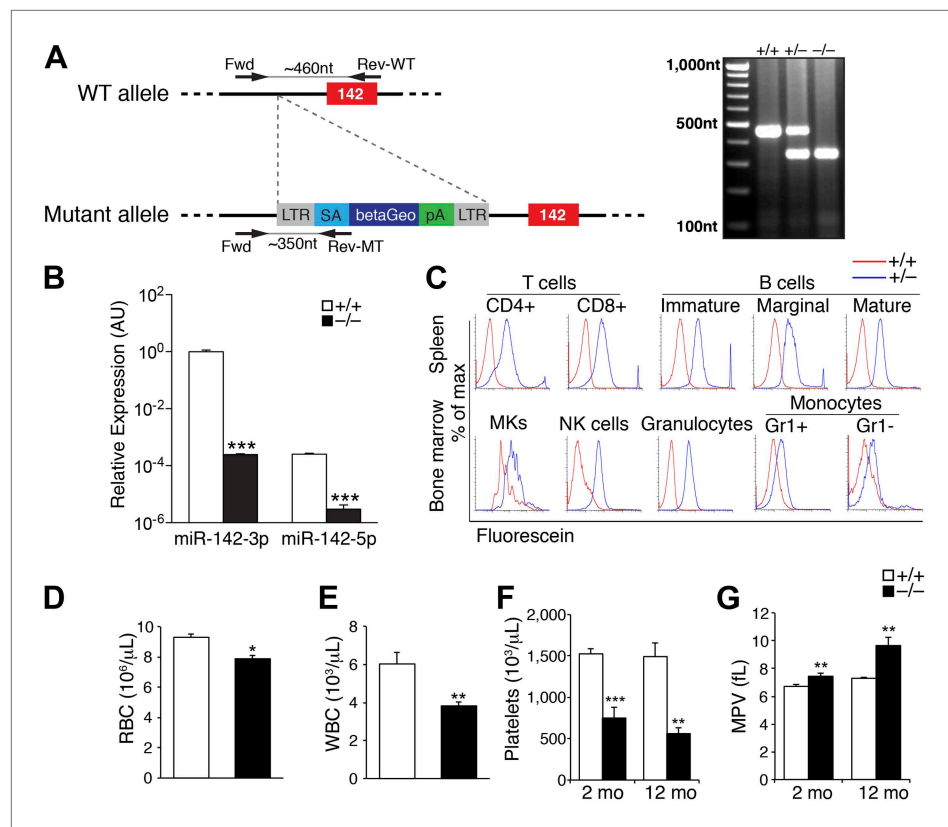 A
Fwd ~460nt Rev-WT
WT allele 142
Mutant allele LTR SA betaGeo pA LTR 142
Fwd ~350nt Rev-MT
+/+ +/− −/−
1,000nt
500nt
100nt
B
Relative Expression (AU)
10² 10⁰ 10⁻² 10⁻⁴ 10⁻⁶
+/+
−/−
***
***
miR-142-3p miR-142-5p
C
+/+
+/−
T cells B cells
CD4+ CD8+ Immature Marginal Mature
Spleen
% of max
Bone marrow
Monocytes
MKs NK cells Granulocytes Gr1+ Gr1-
Fluorescein
D
RBC (10⁶/µL)
10 8 6 4 2 0
*
E
WBC (10³/µL)
8 6 4 2 0
**
F
Platelets (10³/µL)
2,000 1,500 1,000 500 0
***
**
2 mo 12 mo
G
+/+
−/−
MPV (fL)
12 10 8 6 4 2 0
**
**
2 mo 12 mo